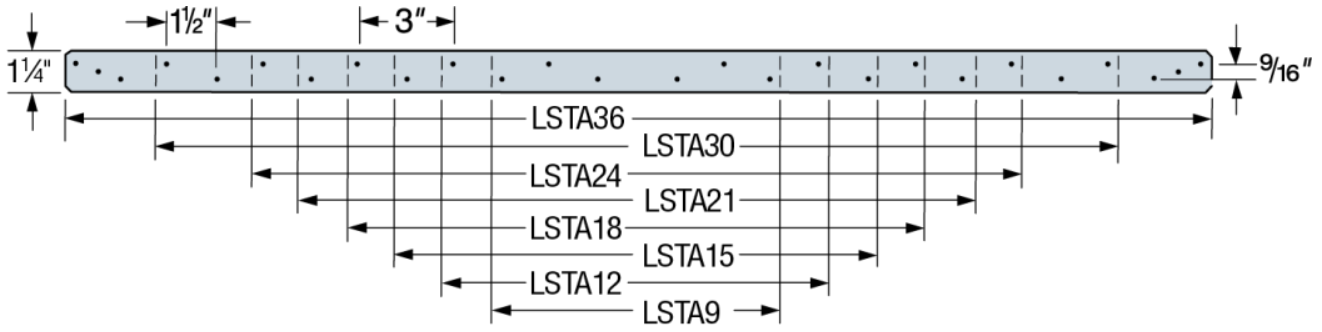 1½"
3"
1¼"
9/16"
LSTA36
LSTA30
LSTA24
LSTA21
LSTA18
LSTA15
LSTA12
LSTA9